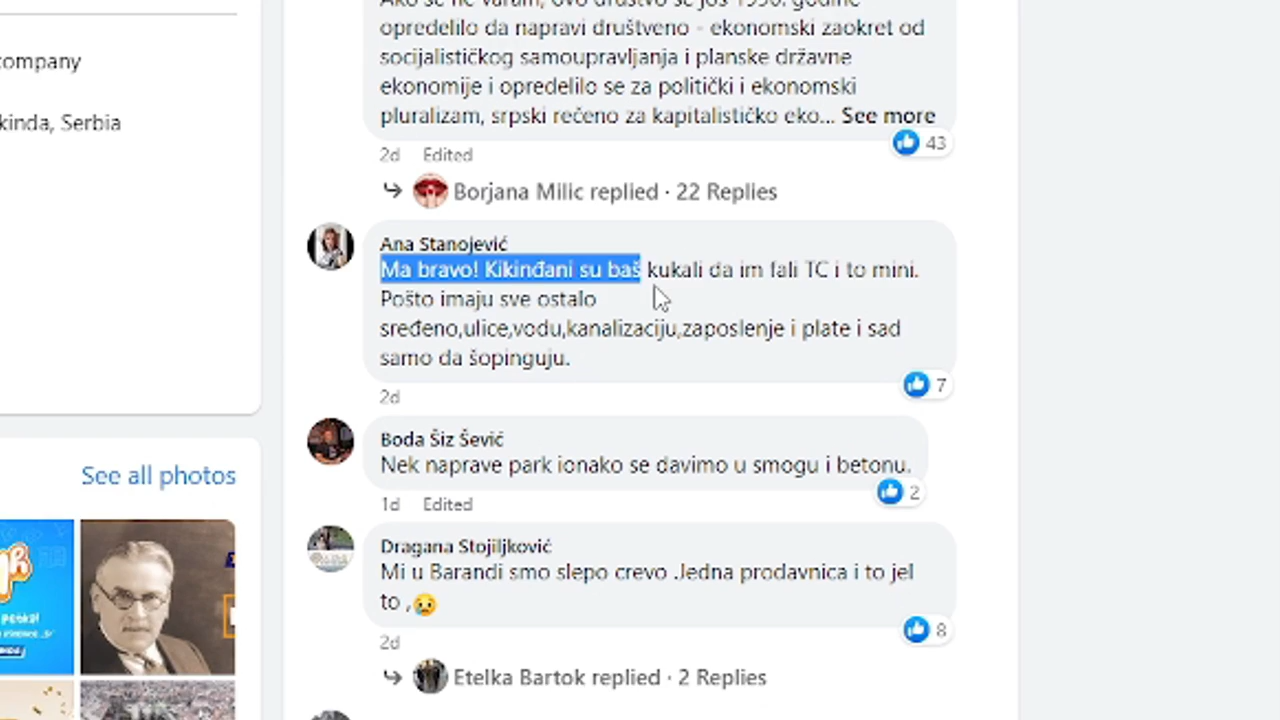 Ako se ne varam, ovo društvo se još 1990. godine
opredelilo da napravi društveno - ekonomski zaokret od
socijalističkog samoupravljanja i planske državne
ekonomije i opredelilo se za politički i ekonomski
pluralizam, srpski rečeno za kapitalističko eko... See more
43
2d Edited
Borjana Milic replied · 22 Replies
Ana Stanojević
Ma bravo! Kikinđani su baš kukali da im fali TC i to mini.
Pošto imaju sve ostalo
sređeno,ulice,vodu,kanalizaciju,zaposlenje i plate i sad
samo da šopinguju.
7
2d
Boda Šiz Šević
Nek naprave park ionako se davimo u smogu i betonu.
2
1d Edited
Dragana Stojiljković
Mi u Barandi smo slepo crevo .Jedna prodavnica i to jel
to ,😢
8
2d
Etelka Bartok replied · 2 Replies
company
kinda, Serbia
See all photos